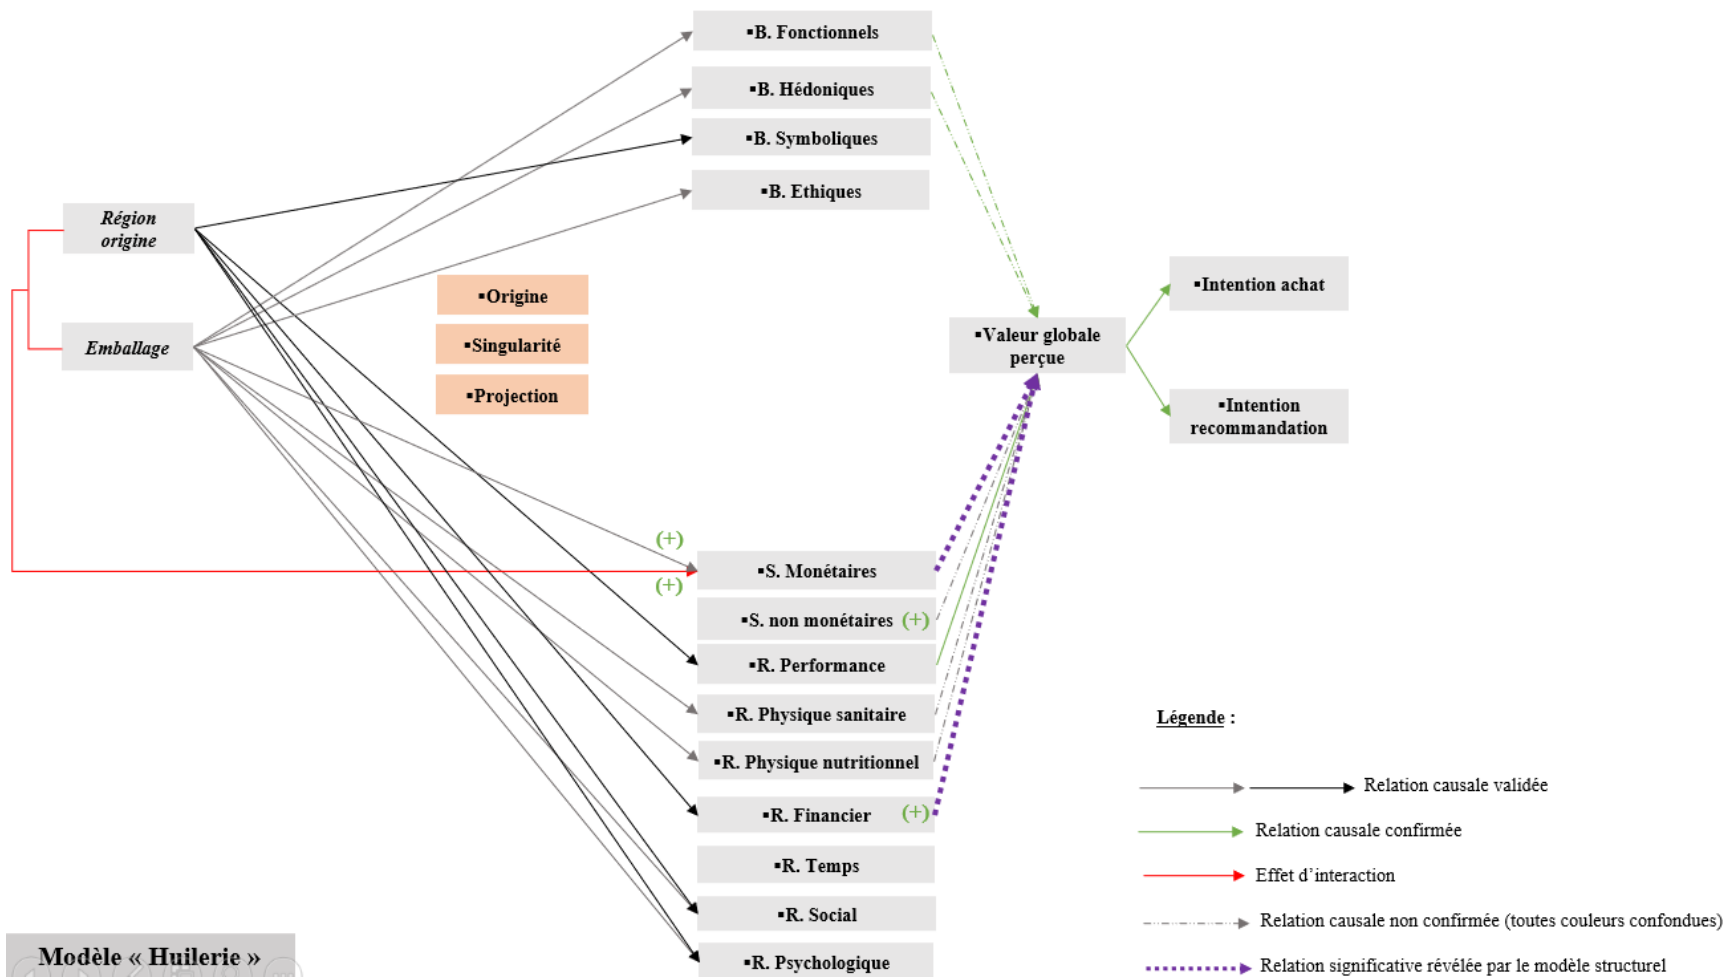 ▪B. Fonctionnels
▪B. Hédoniques
▪B. Symboliques
▪B. Ethiques
Région
origine
Emballage
▪Origine
▪Singularité
▪Projection
▪Valeur globale
perçue
▪Intention achat
▪Intention
recommandation
(+)
(+)
▪S. Monétaires
▪S. non monétaires (+)
▪R. Performance
▪R. Physique sanitaire
▪R. Physique nutritionnel
▪R. Financier (+)
▪R. Temps
▪R. Social
▪R. Psychologique
Légende :
Relation causale validée
Relation causale confirmée
Effet d’interaction
Relation causale non confirmée (toutes couleurs confondues)
Relation significative révélée par le modèle structurel
Modèle « Huilerie »